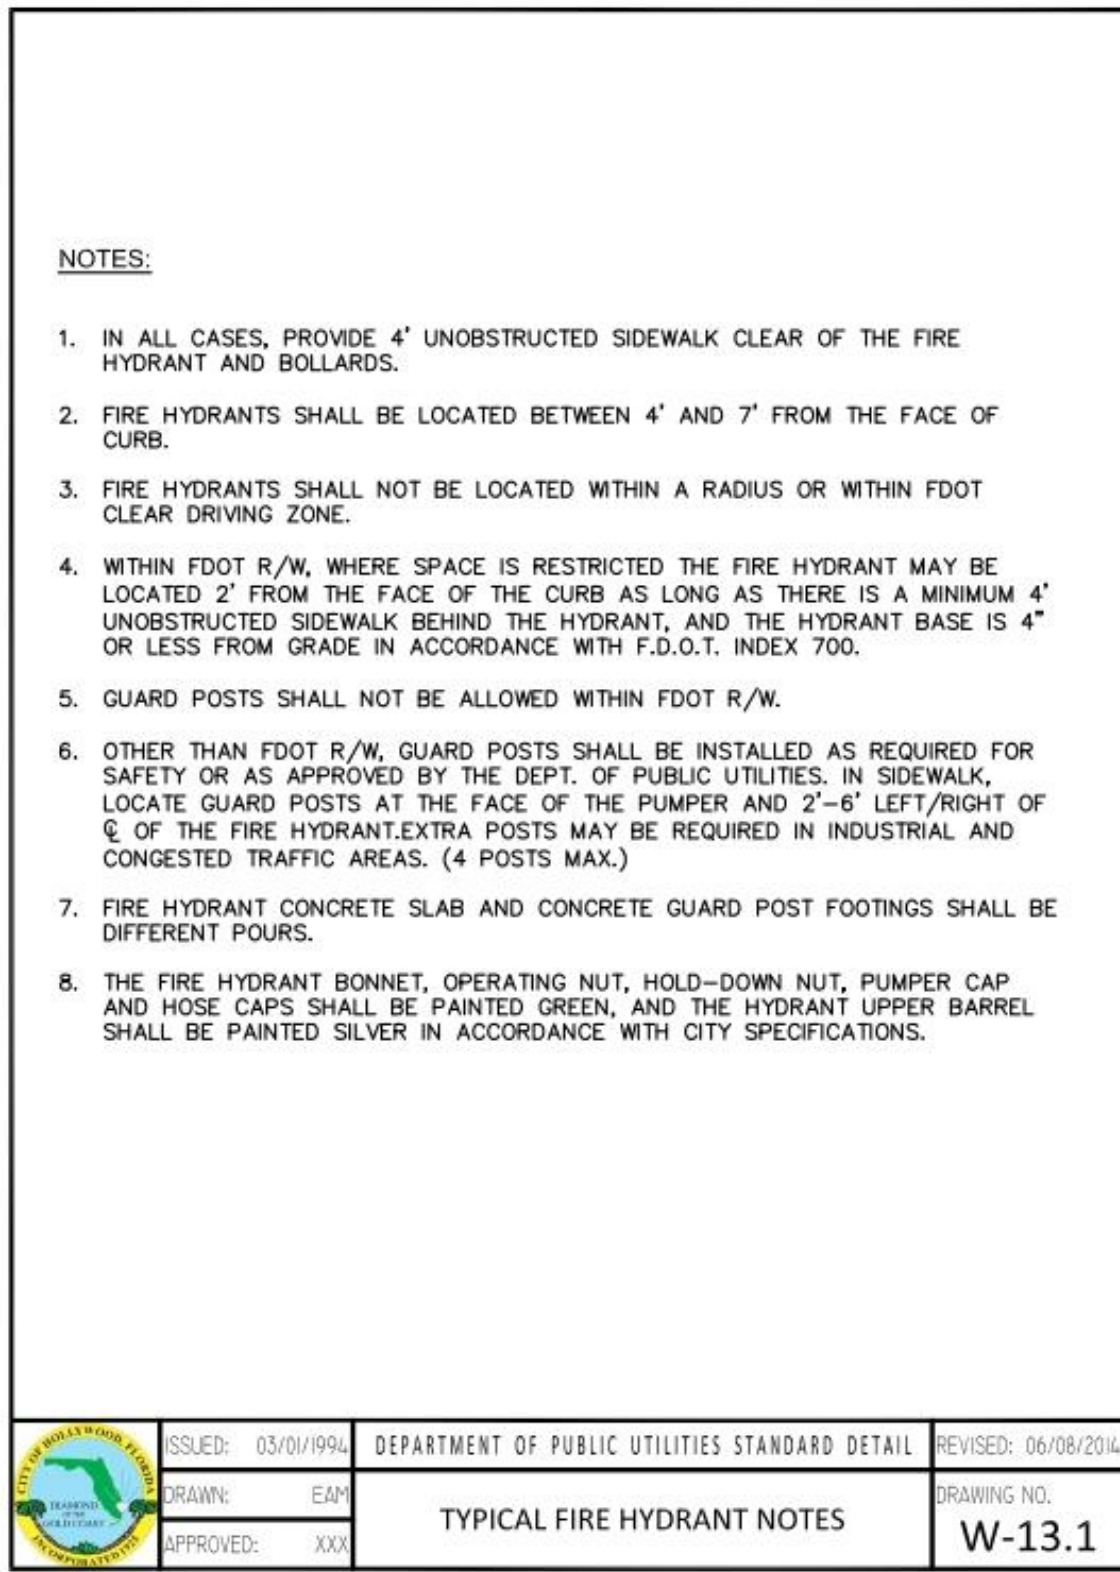 NOTES:
1. IN ALL CASES, PROVIDE 4' UNOBSTRUCTED SIDEWALK CLEAR OF THE FIRE
HYDRANT AND BOLLARDS.
2. FIRE HYDRANTS SHALL BE LOCATED BETWEEN 4' AND 7' FROM THE FACE OF
CURB.
3. FIRE HYDRANTS SHALL NOT BE LOCATED WITHIN A RADIUS OR WITHIN FDOT
CLEAR DRIVING ZONE.
4. WITHIN FDOT R/W, WHERE SPACE IS RESTRICTED THE FIRE HYDRANT MAY BE
LOCATED 2' FROM THE FACE OF THE CURB AS LONG AS THERE IS A MINIMUM 4'
UNOBSTRUCTED SIDEWALK BEHIND THE HYDRANT, AND THE HYDRANT BASE IS 4"
OR LESS FROM GRADE IN ACCORDANCE WITH F.D.O.T. INDEX 700.
5. GUARD POSTS SHALL NOT BE ALLOWED WITHIN FDOT R/W.
6. OTHER THAN FDOT R/W, GUARD POSTS SHALL BE INSTALLED AS REQUIRED FOR
SAFETY OR AS APPROVED BY THE DEPT. OF PUBLIC UTILITIES. IN SIDEWALK,
LOCATE GUARD POSTS AT THE FACE OF THE PUMPER AND 2'-6' LEFT/RIGHT OF
℄ OF THE FIRE HYDRANT.EXTRA POSTS MAY BE REQUIRED IN INDUSTRIAL AND
CONGESTED TRAFFIC AREAS. (4 POSTS MAX.)
7. FIRE HYDRANT CONCRETE SLAB AND CONCRETE GUARD POST FOOTINGS SHALL BE
DIFFERENT POURS.
8. THE FIRE HYDRANT BONNET, OPERATING NUT, HOLD-DOWN NUT, PUMPER CAP
AND HOSE CAPS SHALL BE PAINTED GREEN, AND THE HYDRANT UPPER BARREL
SHALL BE PAINTED SILVER IN ACCORDANCE WITH CITY SPECIFICATIONS.
CITY OF HOLLYWOOD, FLORIDA
DIAMOND
OF THE
GOLD COAST
INCORPORATED 1925
ISSUED: 03/01/1994
DRAWN: EAM
APPROVED: XXX
DEPARTMENT OF PUBLIC UTILITIES STANDARD DETAIL
TYPICAL FIRE HYDRANT NOTES
REVISED: 06/08/2014
DRAWING NO.
W-13.1